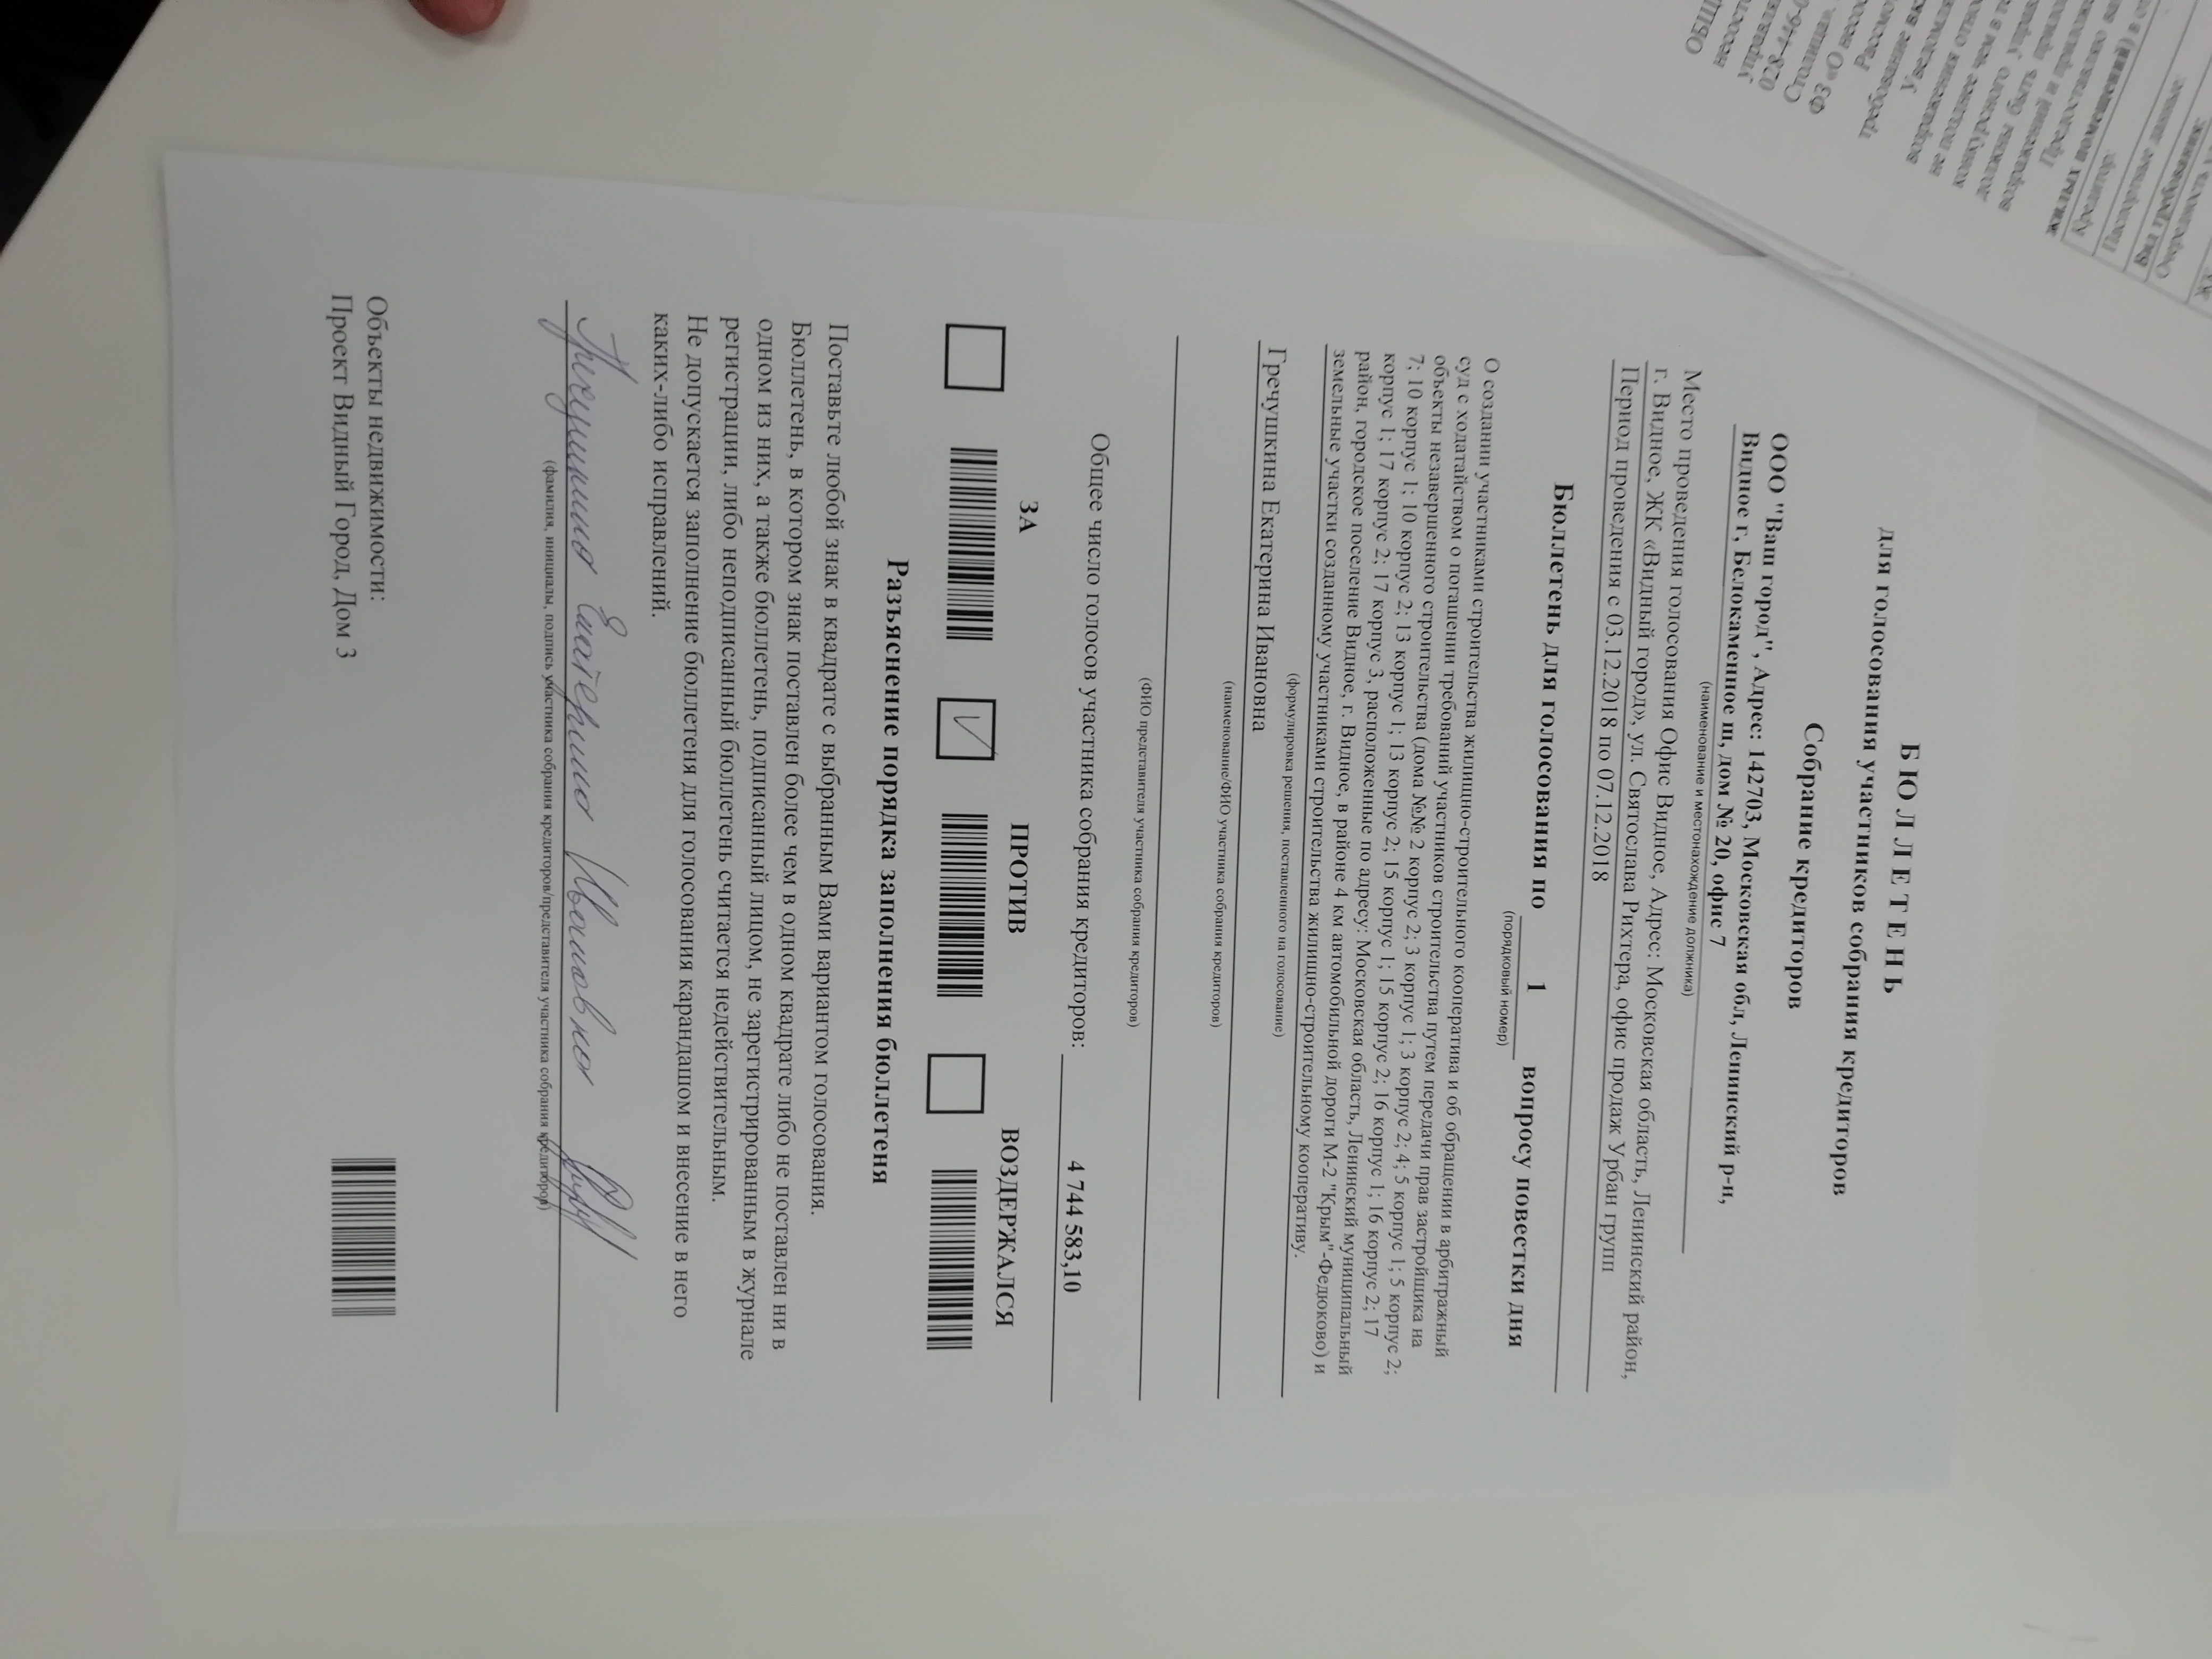 БЮЛЛЕТЕНЬ
для голосования участников собрания кредиторов
Собрание кредиторов
ООО "Ваш город", Адрес: 142703, Московская обл, Ленинский р-н,
Видное г, Белокаменное ш, дом № 20, офис 7
(наименование и местонахождение должника)
Место проведения голосования Офис Видное, Адрес: Московская область, Ленинский район,
г. Видное, ЖК «Видный город», ул. Святослава Рихтера, офис продаж Урбан групп
Период проведения с 03.12.2018 по 07.12.2018
Бюллетень для голосования по 1 вопросу повестки дня
(порядковый номер)
О создании участниками строительства жилищно-строительного кооператива и об обращении в арбитражный
суд с ходатайством о погашении требований участников строительства путем передачи прав застройщика на
объекты незавершенного строительства (дома №№ 2 корпус 2; 3 корпус 1; 3 корпус 2; 4; 5 корпус 1; 5 корпус 2;
7; 10 корпус 1; 10 корпус 2; 13 корпус 1; 13 корпус 2; 15 корпус 1; 15 корпус 2; 16 корпус 1; 16 корпус 2; 17
корпус 1; 17 корпус 2; 17 корпус 3, расположенные по адресу: Московская область, Ленинский муниципальный
район, городское поселение Видное, г. Видное, в районе 4 км автомобильной дороги М-2 "Крым"-Федюково) и
земельные участки созданному участниками строительства жилищно-строительному кооперативу.
(формулировка решения, поставленного на голосование)
Гречушкина Екатерина Ивановна
(наименование/ФИО участника собрания кредиторов)
(ФИО представителя участника собрания кредиторов)
Общее число голосов участника собрания кредиторов: 4 744 583,10
ЗА ПРОТИВ ВОЗДЕРЖАЛСЯ
Разъяснение порядка заполнения бюллетеня
Поставьте любой знак в квадрате с выбранным Вами вариантом голосования.
Бюллетень, в котором знак поставлен более чем в одном квадрате либо не поставлен ни в
одном из них, а также бюллетень, подписанный лицом, не зарегистрированным в журнале
регистрации, либо неподписанный бюллетень считается недействительным.
Не допускается заполнение бюллетеня для голосования карандашом и внесение в него
каких-либо исправлений.
Екатерина Ивановна
(фамилия, инициалы, подпись участника собрания кредиторов/представителя участника собрания кредиторов)
Объекты недвижимости:
Проект Видный Город, Дом 3